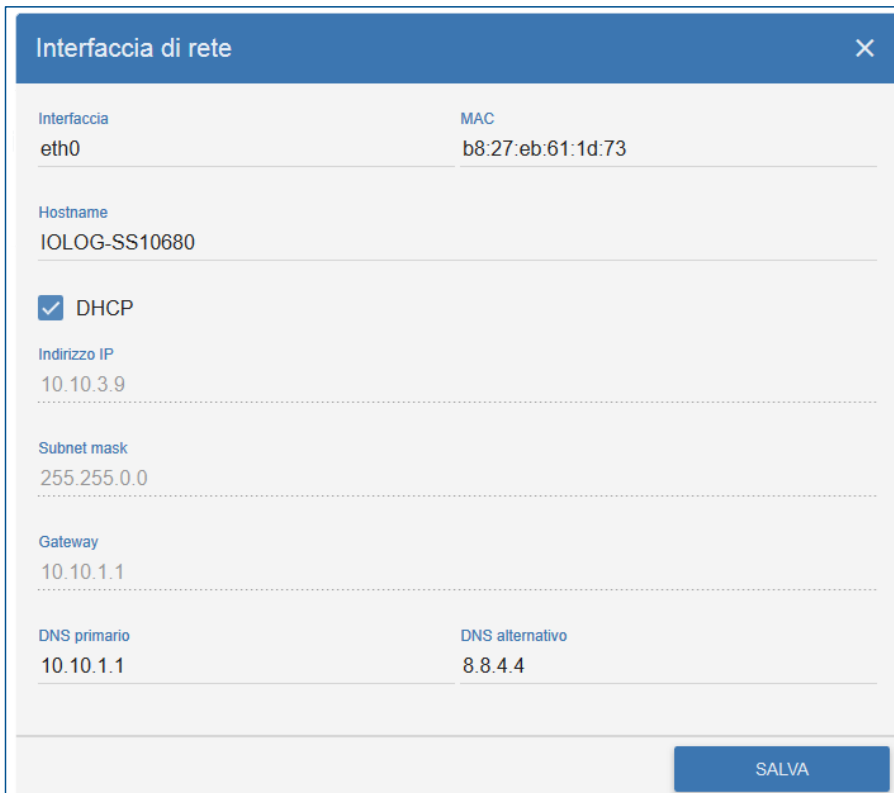 Interfaccia di rete
Interfaccia
eth0
MAC
b8:27:eb:61:1d:73
Hostname
IOLOG-SS10680
DHCP
Indirizzo IP
10.10.3.9
Subnet mask
255.255.0.0
Gateway
10.10.1.1
DNS primario
10.10.1.1
DNS alternativo
8.8.4.4
SALVA